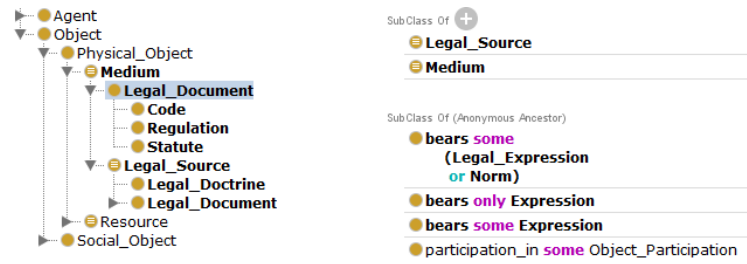 Agent
Object
Physical_Object
Medium
Legal_Document
Code
Regulation
Statute
Legal_Source
Legal_Doctrine
Legal_Document
Resource
Social_Object
SubClass Of
Legal_Source
Medium
SubClass Of (Anonymous Ancestor)
bears some
(Legal_Expression
or Norm)
bears only Expression
bears some Expression
participation_in some Object_Participation